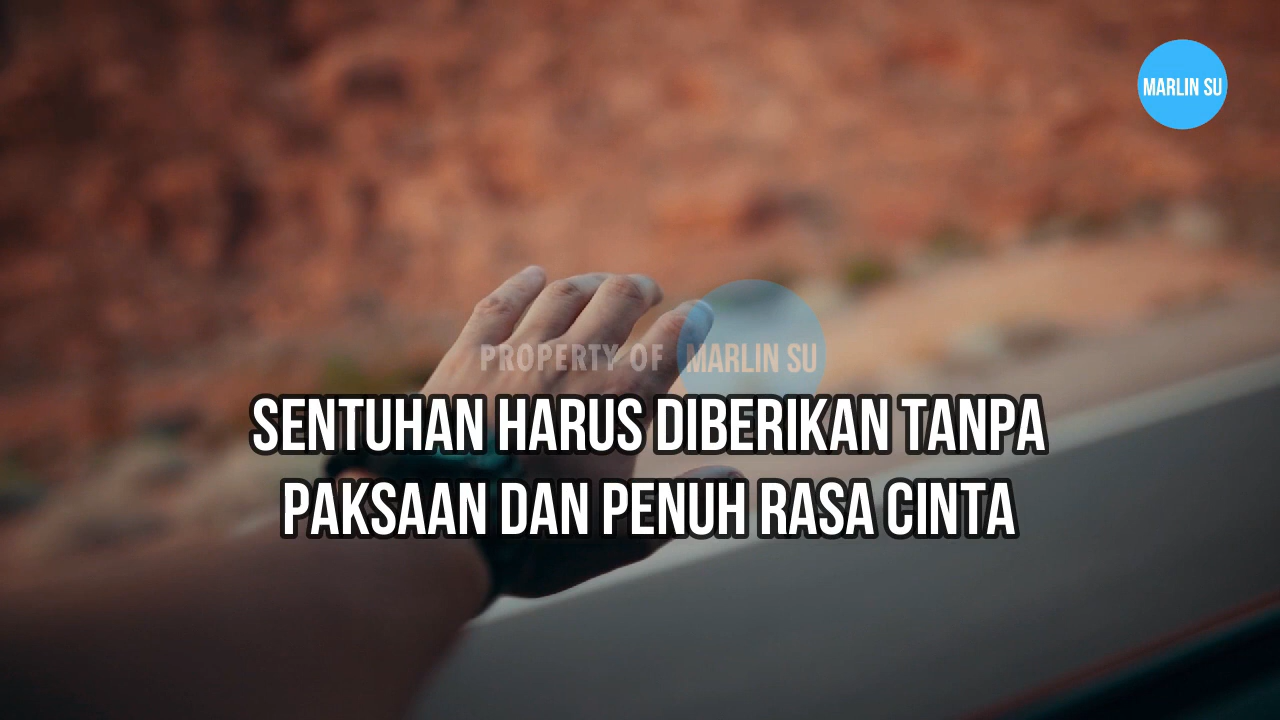 MARLIN SU
PROPERTY OF MARLIN SU
SENTUHAN HARUS DIBERIKAN TANPA
PAKSAAN DAN PENUH RASA CINTA